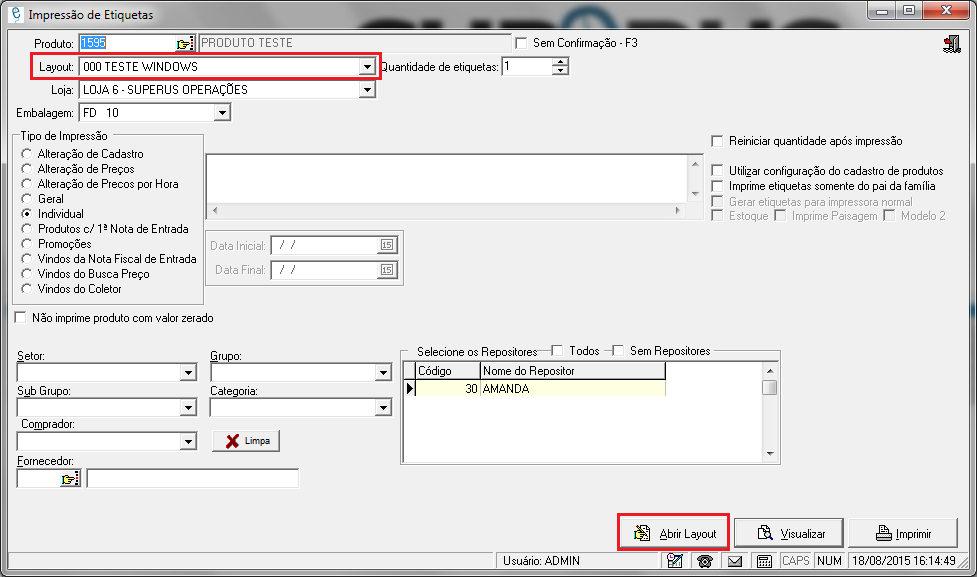 Impressão de Etiquetas
Produto: 1595 PRODUTO TESTE Sem Confirmação - F3
Layout: 000 TESTE WINDOWS Quantidade de etiquetas: 1
Loja: LOJA 6 - SUPERUS OPERAÇÕES
Embalagem: FD 10
Tipo de Impressão
Alteração de Cadastro
Alteração de Preços
Alteração de Precos por Hora
Geral
Individual
Produtos c/ 1ª Nota de Entrada
Promoções
Vindos da Nota Fiscal de Entrada
Vindos do Busca Preço
Vindos do Coletor
Reiniciar quantidade após impressão
Utilizar configuração do cadastro de produtos
Imprime etiquetas somente do pai da família
Gerar etiquetas para impressora normal
Estoque Imprime Paisagem Modelo 2
Data Inicial: / / 15
Data Final: / / 15
Não imprime produto com valor zerado
Setor: Grupo:
Sub Grupo: Categoria:
Comprador:
Limpa
Fornecedor:
Selecione os Repositores Todos Sem Repositores
Código Nome do Repositor
30 AMANDA
Abrir Layout Visualizar Imprimir
Usuário: ADMIN CAPS NUM 18/08/2015 16:14:49